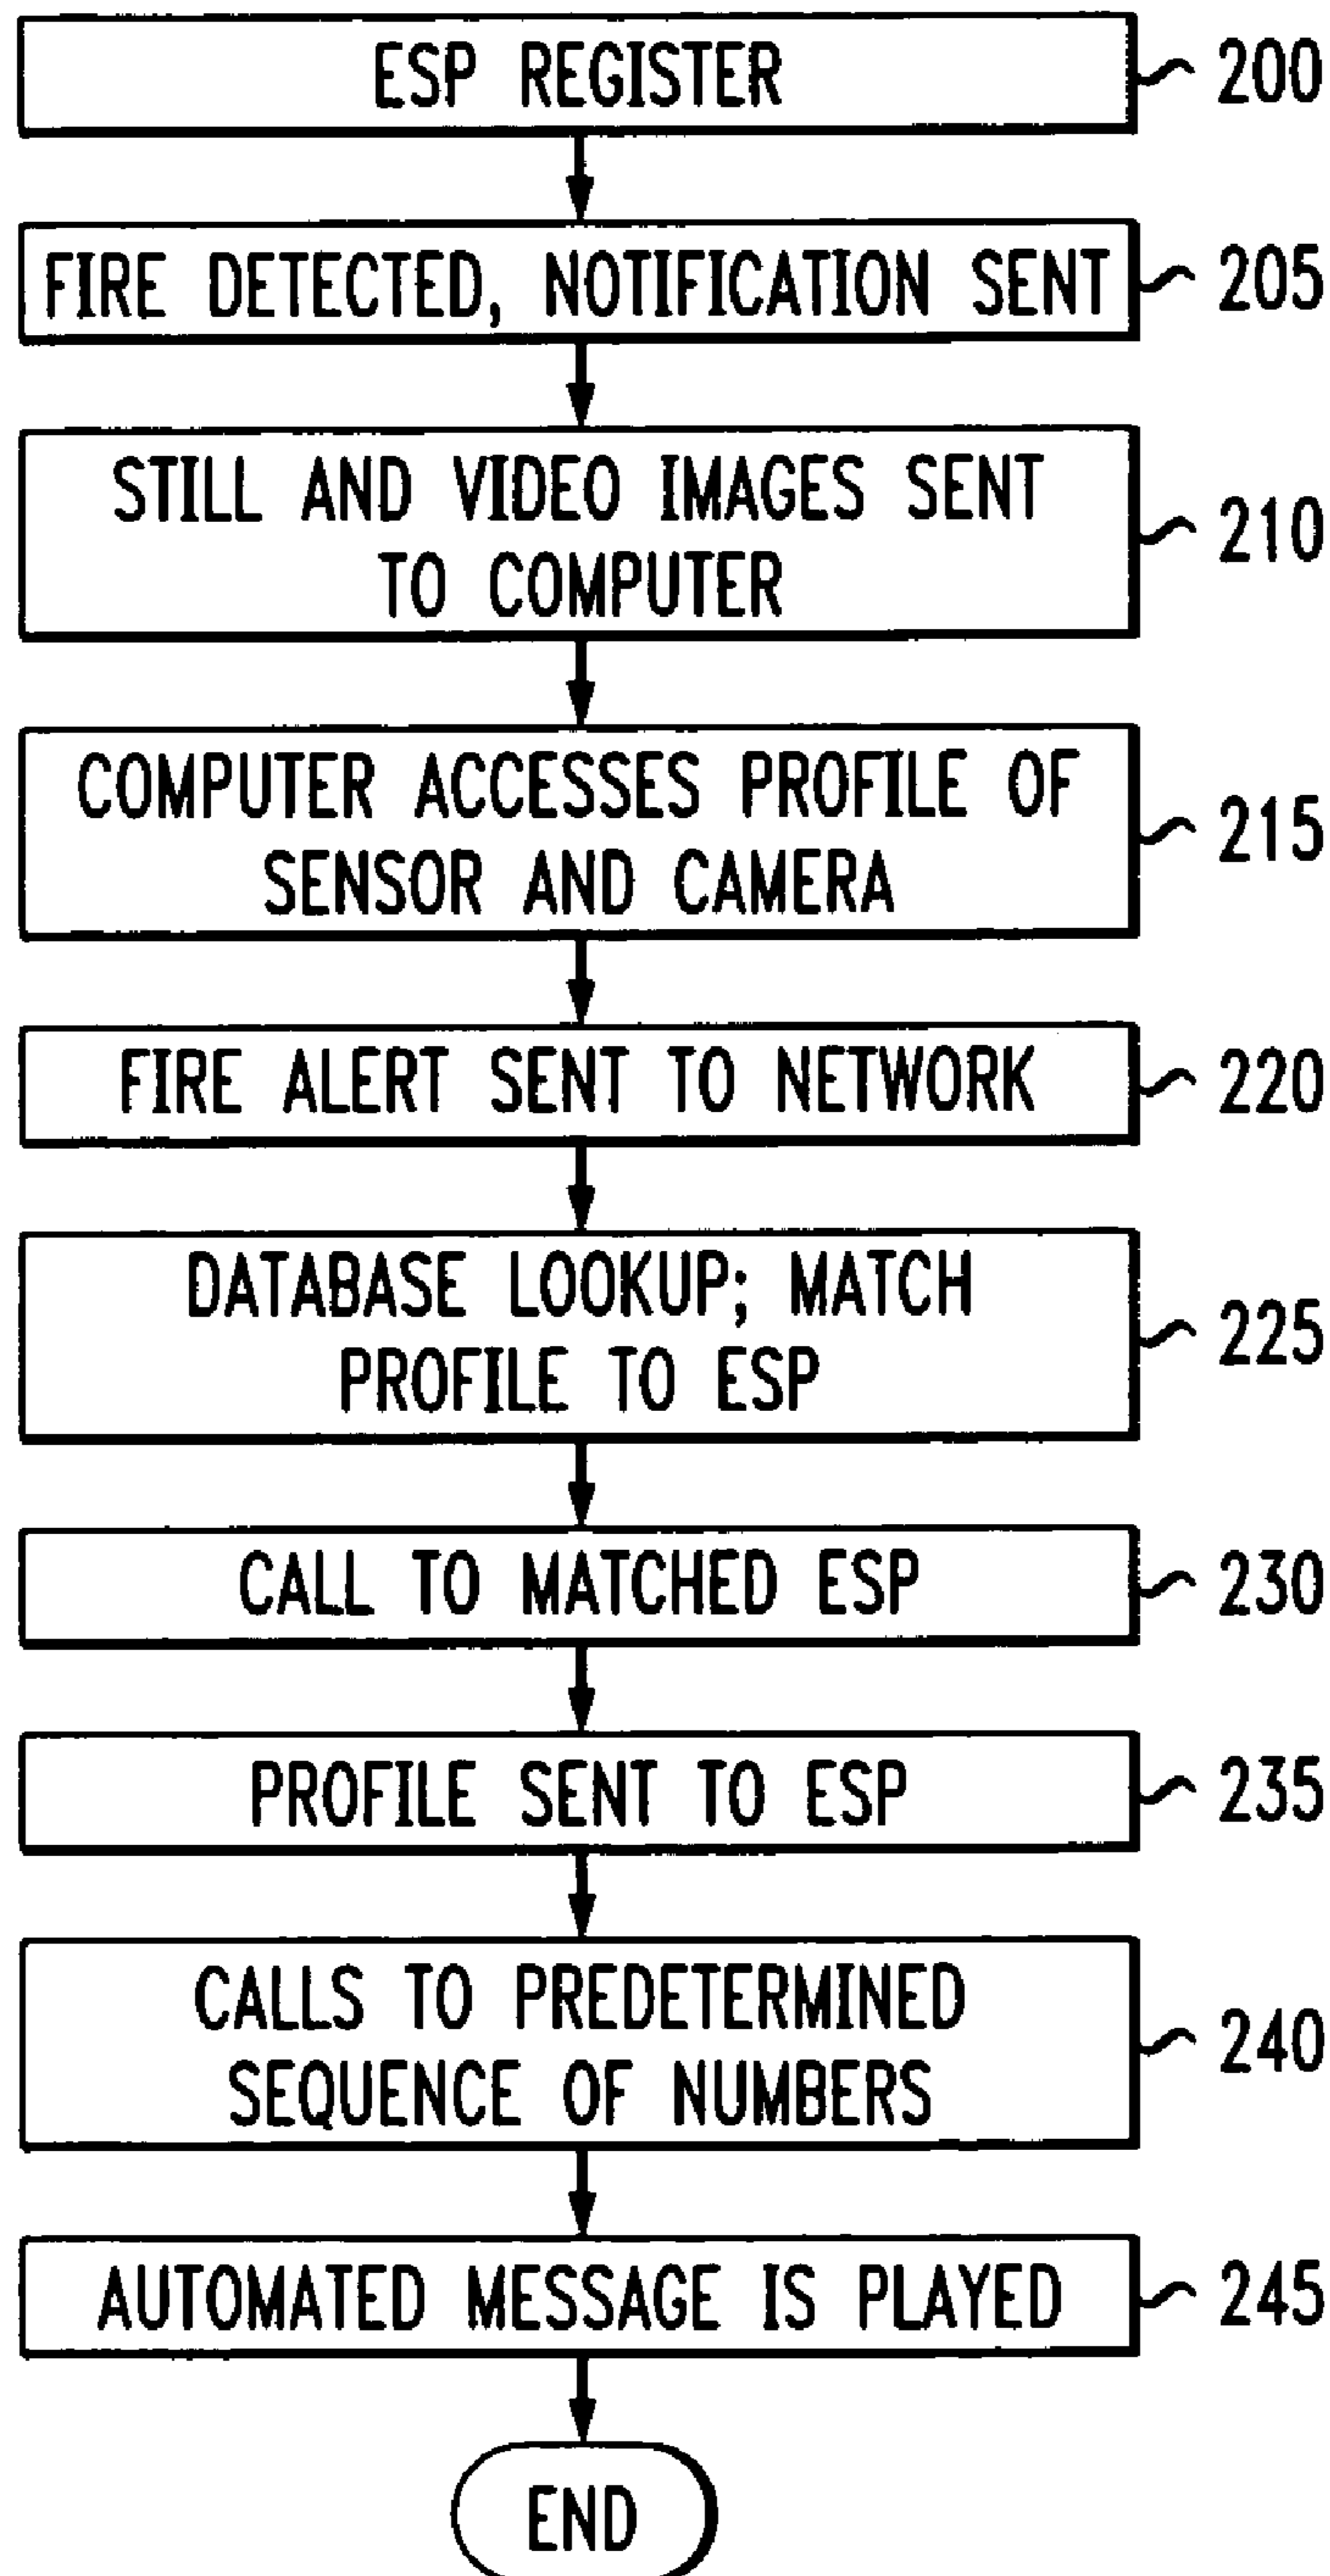 ESP REGISTER
200
FIRE DETECTED, NOTIFICATION SENT
205
STILL AND VIDEO IMAGES SENT
TO COMPUTER
210
COMPUTER ACCESSES PROFILE OF
SENSOR AND CAMERA
215
FIRE ALERT SENT TO NETWORK
220
DATABASE LOOKUP; MATCH
PROFILE TO ESP
225
CALL TO MATCHED ESP
230
PROFILE SENT TO ESP
235
CALLS TO PREDETERMINED
SEQUENCE OF NUMBERS
240
AUTOMATED MESSAGE IS PLAYED
245
END